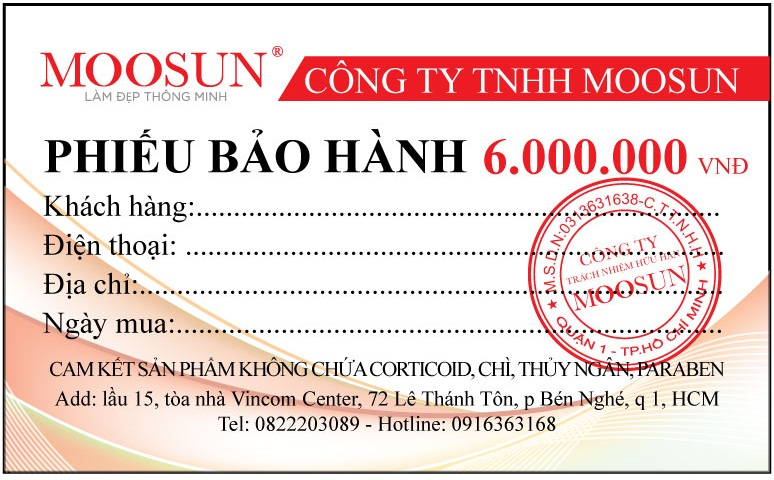 MOOSUN®
LÀM ĐẸP THÔNG MINH
CÔNG TY TNHH MOOSUN
PHIẾU BẢO HÀNH 6.000.000 VNĐ
Khách hàng:................................................................................
Điện thoại: ................................................................................
Địa chỉ:................................................................................
Ngày mua:................................................................................
M.S.D.N:0313631638-C.T.T.N.H.H
CÔNG TY
TRÁCH NHIỆM HỮU HẠN
MOOSUN
★ QUẬN 1 - TP.HỒ CHÍ MINH ★
CAM KẾT SẢN PHẨM KHÔNG CHỨA CORTICOID, CHÌ, THỦY NGÂN, PARABEN
Add: lầu 15, tòa nhà Vincom Center, 72 Lê Thánh Tôn, p Bén Nghé, q 1, HCM
Tel: 0822203089 - Hotline: 0916363168